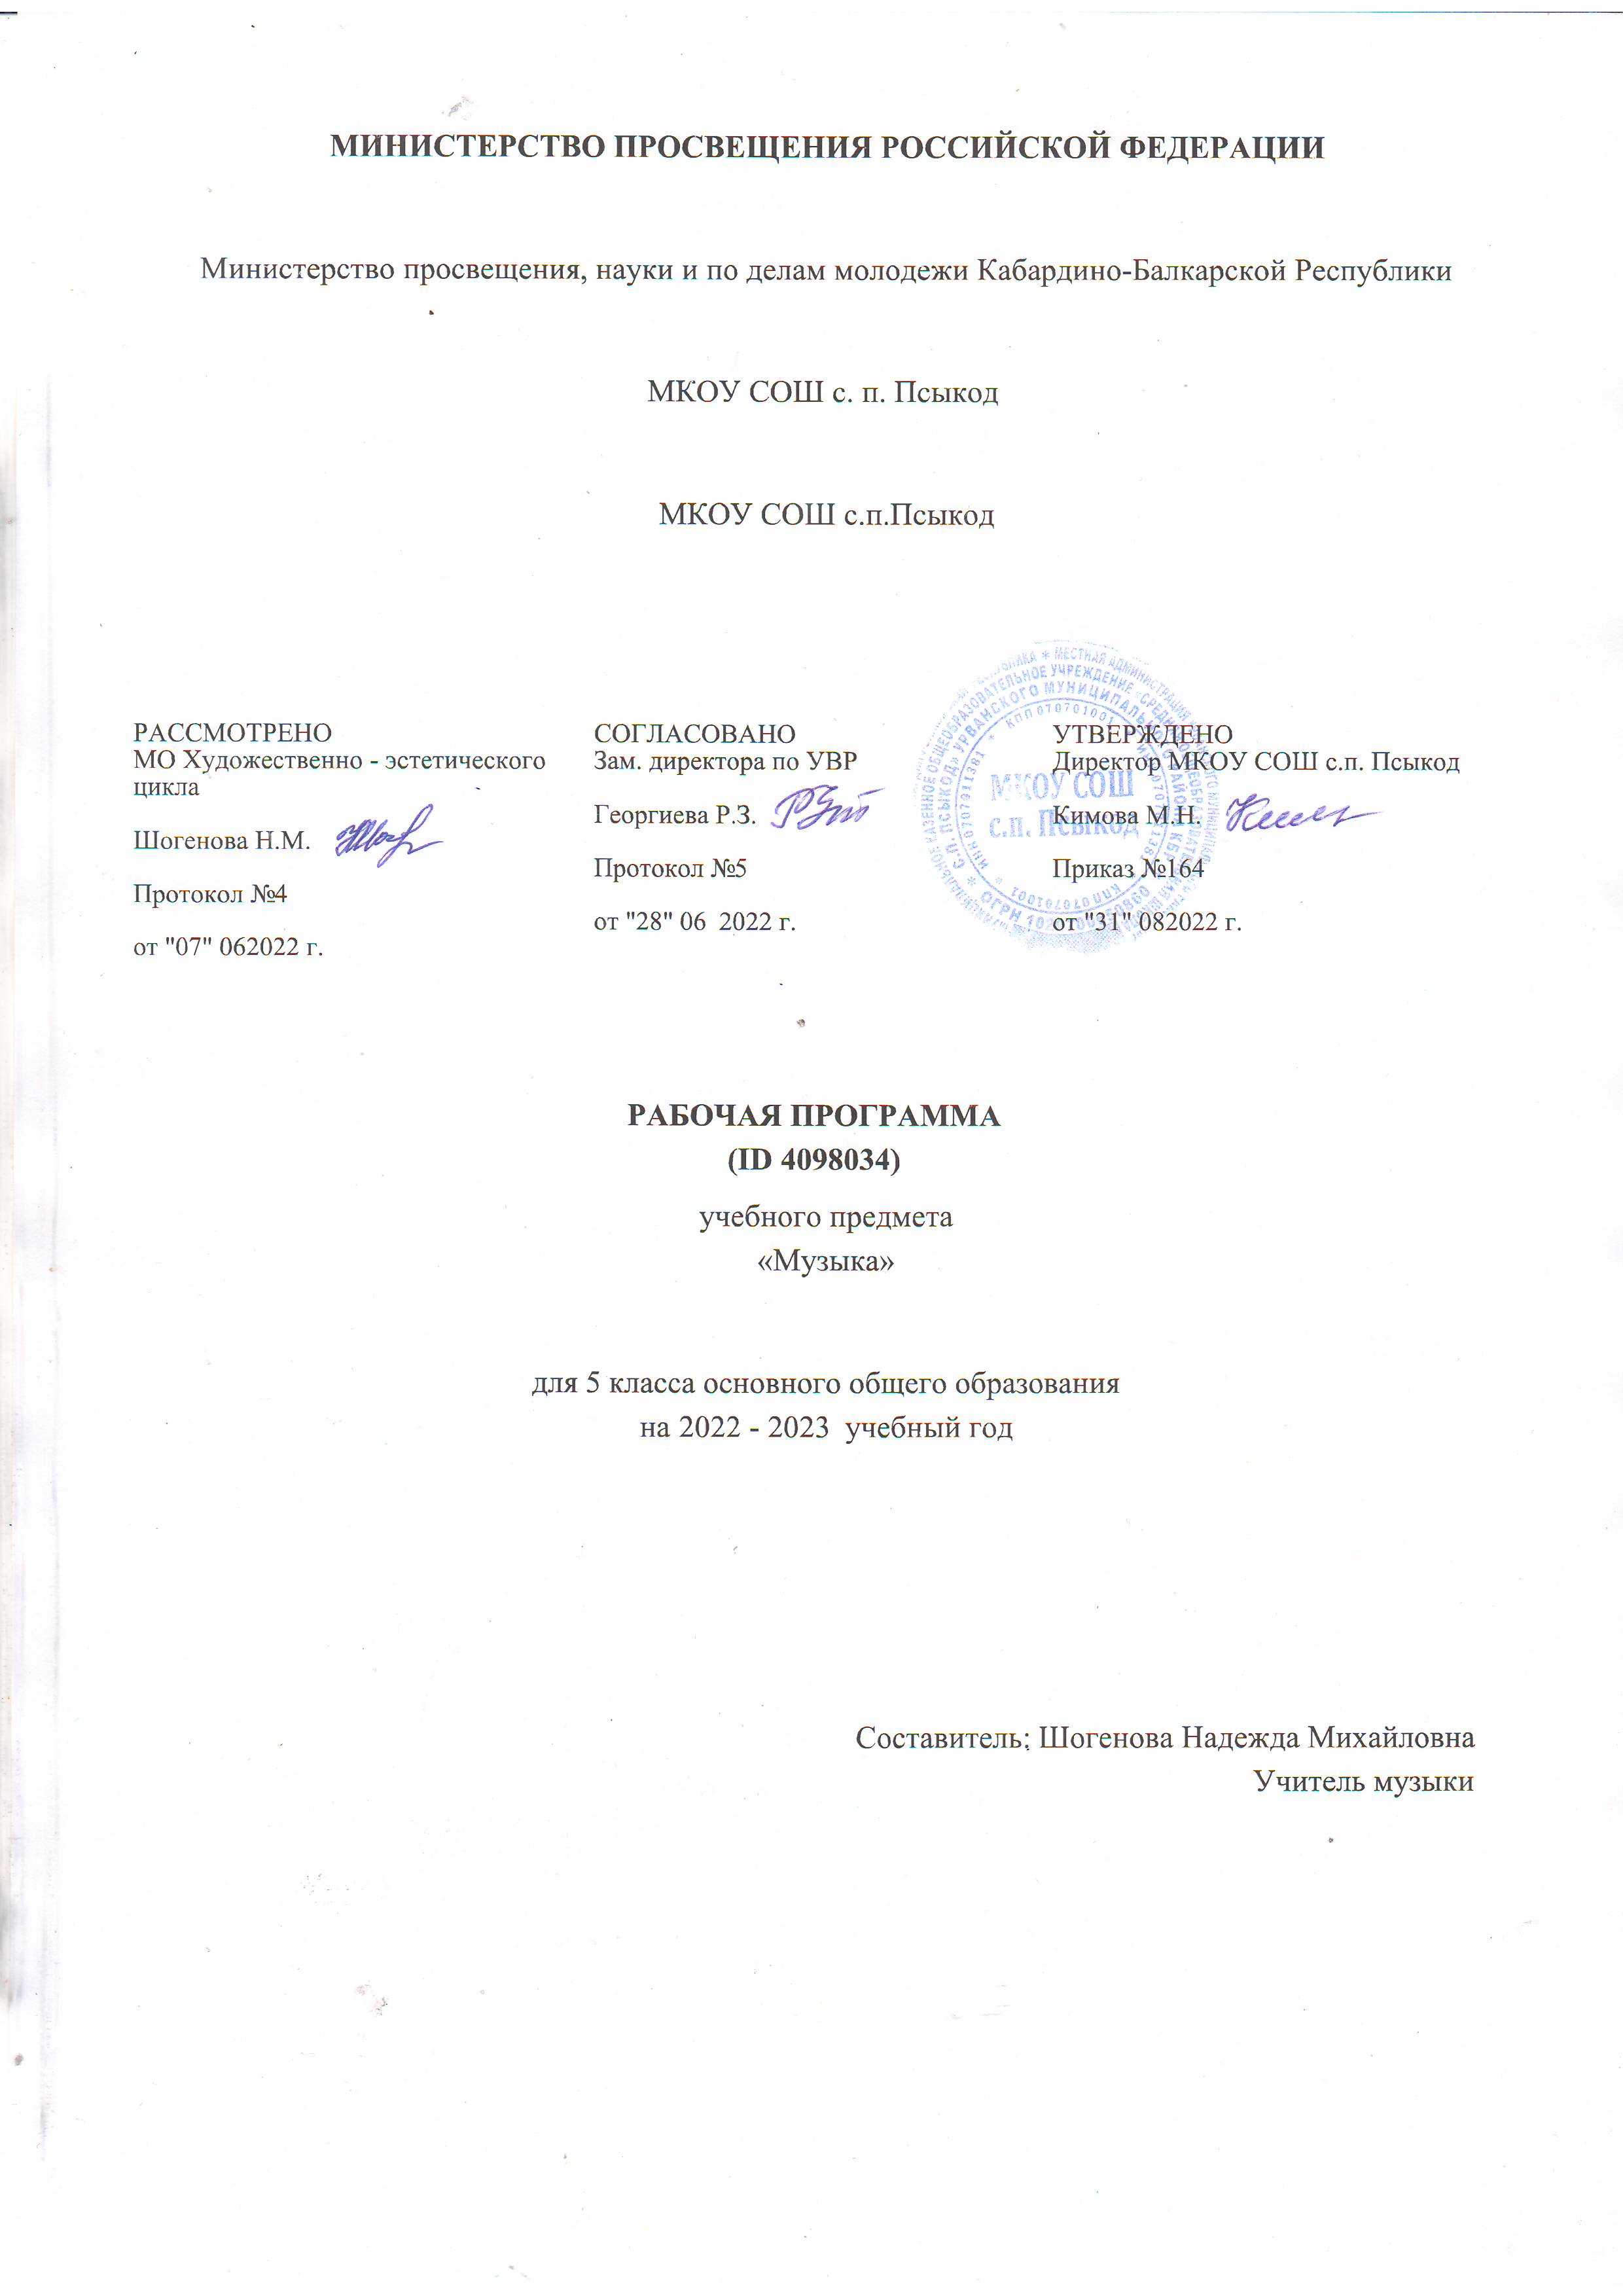 МИНИСТЕРСТВО ПРОСВЕЩЕНИЯ РОССИЙСКОЙ ФЕДЕРАЦИИ
Министерство просвещения, науки и по делам молодежи Кабардино-Балкарской Республики
МКОУ СОШ с. п. Псыкод
МКОУ СОШ с.п.Псыкод
РАССМОТРЕНО
МО Художественно - эстетического
цикла
Шогенова Н.М.
Протокол №4
от "07" 062022 г.
СОГЛАСОВАНО
Зам. директора по УВР
Георгиева Р.З.
Протокол №5
от "28" 06 2022 г.
УТВЕРЖДЕНО
Директор МКОУ СОШ с.п. Псыкод
Кимова М.Н.
Приказ №164
от "31" 082022 г.
МКОУ СОШ
с.п. Псыкод
РАБОЧАЯ ПРОГРАММА
(ID 4098034)
учебного предмета
«Музыка»
для 5 класса основного общего образования
на 2022 - 2023 учебный год
Составитель: Шогенова Надежда Михайловна
Учитель музыки